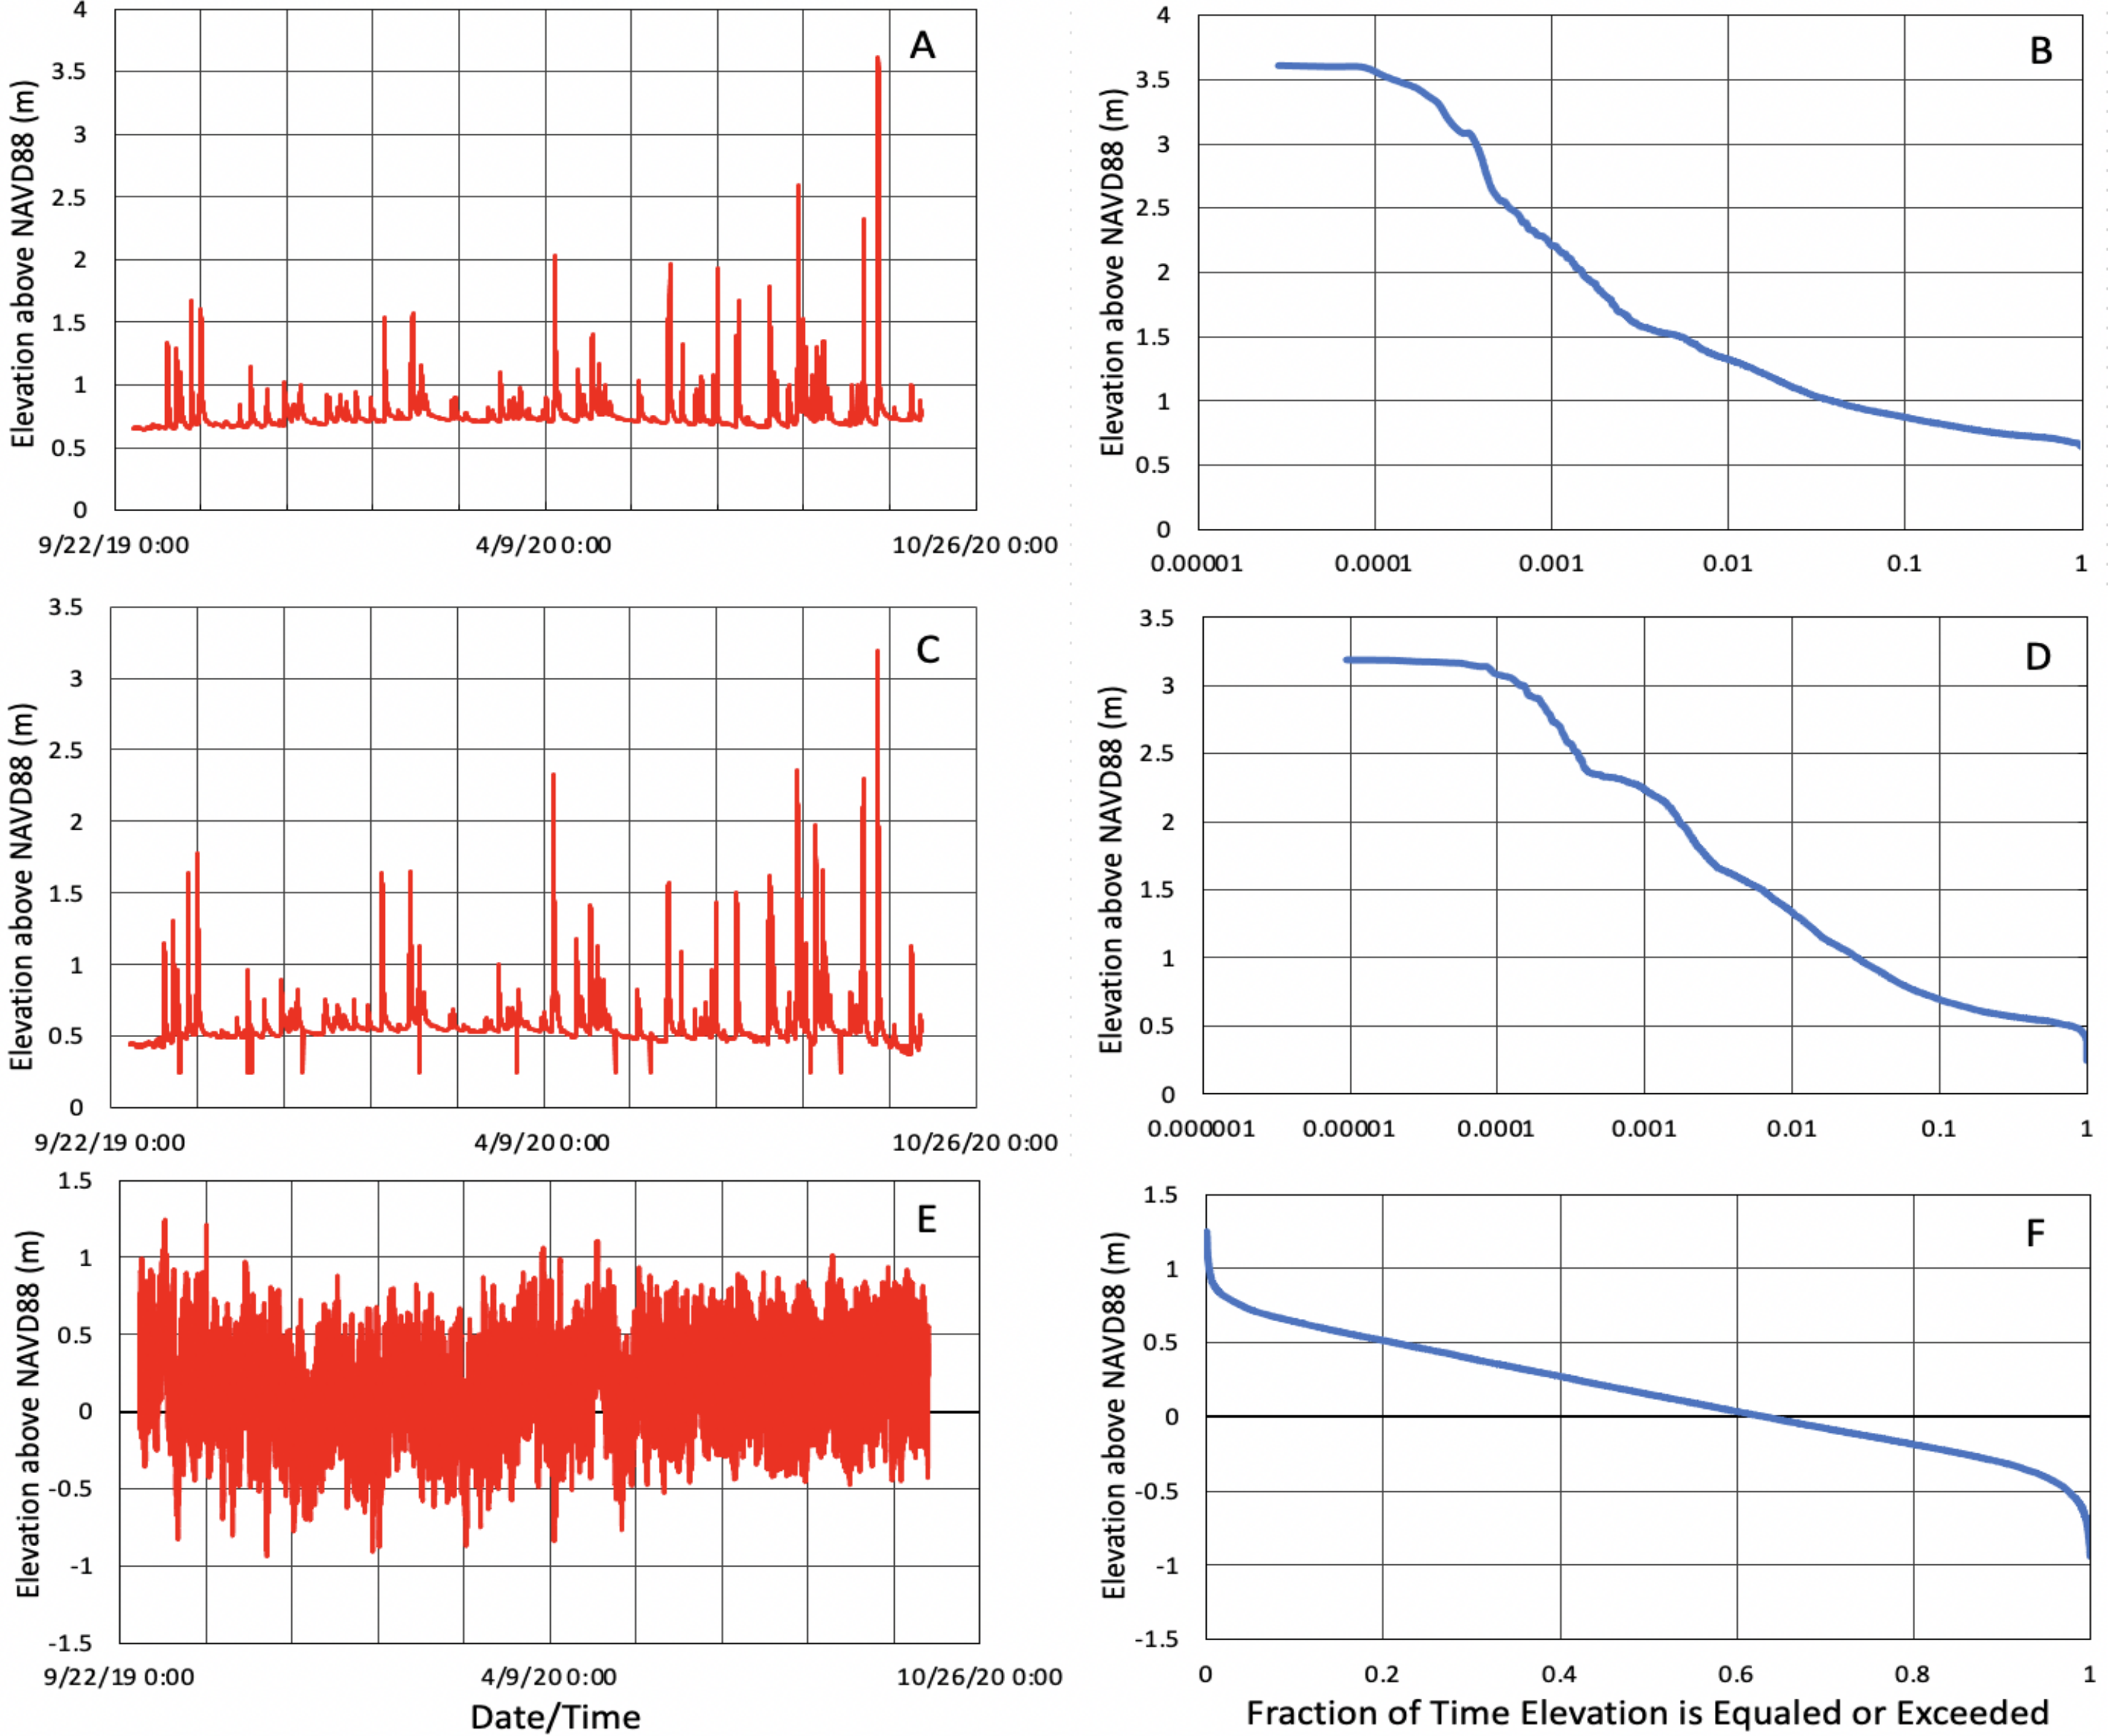 A
Elevation above NAVD88 (m)
4
3.5
3
2.5
2
1.5
1
0.5
0
9/22/19 0:00 4/9/20 0:00 10/26/20 0:00
B
Elevation above NAVD88 (m)
4
3.5
3
2.5
2
1.5
1
0.5
0
0.00001 0.0001 0.001 0.01 0.1 1
C
Elevation above NAVD88 (m)
3.5
3
2.5
2
1.5
1
0.5
0
9/22/19 0:00 4/9/20 0:00 10/26/20 0:00
D
Elevation above NAVD88 (m)
3.5
3
2.5
2
1.5
1
0.5
0
0.000001 0.00001 0.0001 0.001 0.01 0.1 1
E
Elevation above NAVD88 (m)
1.5
1
0.5
0
-0.5
-1
-1.5
9/22/19 0:00 4/9/20 0:00 10/26/20 0:00
Date/Time
F
Elevation above NAVD88 (m)
1.5
1
0.5
0
-0.5
-1
-1.5
0 0.2 0.4 0.6 0.8 1
Fraction of Time Elevation is Equaled or Exceeded